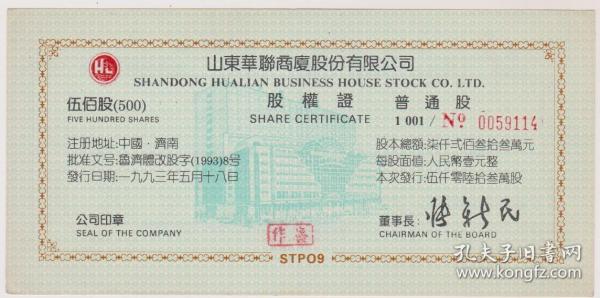 HL
山東華聯商廈股份有限公司
SHANDONG HUALIAN BUSINESS HOUSE STOCK CO. LTD.
伍佰股(500)
FIVE HUNDRED SHARES
股權證 普通股
SHARE CERTIFICATE 1 001 / Nº 0059114
注册地址:中國·濟南
批准文号:魯濟體改股字(1993)8号
發行日期:一九九三年五月十八日
股本總額:柒仟弍佰叁拾叁萬元
每股面值:人民幣壹元整
本次發行:伍仟零陸拾叁萬股
公司印章
SEAL OF THE COMPANY
董事長:
CHAIRMAN OF THE BOARD
STP09
孔夫子旧书网
www.kongfz.com